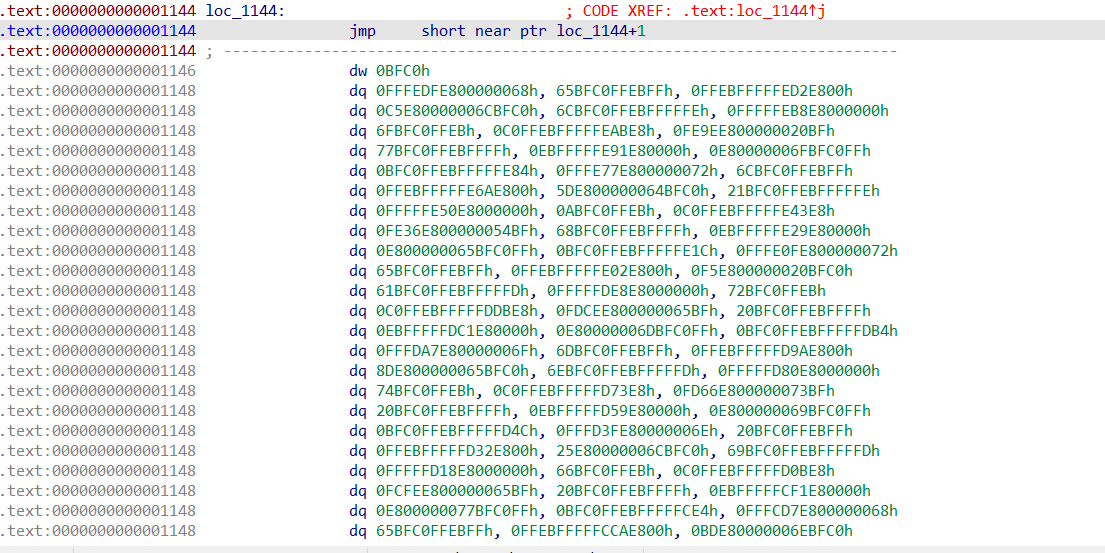 .text:0000000000001144 loc_1144: ; CODE XREF: .text:loc_1144↑j
.text:0000000000001144 jmp short near ptr loc_1144+1
.text:0000000000001144 ; ---------------------------------------------------------------------------
.text:0000000000001146 dw 0BFC0h
.text:0000000000001148 dq 0FFFEDFE800000068h, 65BFC0FFEBFFh, 0FFEBFFFFFED2E800h
.text:0000000000001148 dq 0C5E80000006CBFC0h, 6CBFC0FFEBFFFFFEh, 0FFFFFEB8E8000000h
.text:0000000000001148 dq 6FBFC0FFEBh, 0C0FFEBFFFFFEABE8h, 0FE9EE800000020BFh
.text:0000000000001148 dq 77BFC0FFEBFFFFh, 0EBFFFFFE91E80000h, 0E80000006FBFC0FFh
.text:0000000000001148 dq 0BFC0FFEBFFFFFE84h, 0FFFE77E800000072h, 6CBFC0FFEBFFh
.text:0000000000001148 dq 0FFEBFFFFFE6AE800h, 5DE800000064BFC0h, 21BFC0FFEBFFFFFEh
.text:0000000000001148 dq 0FFFFFE50E8000000h, 0ABFC0FFEBh, 0C0FFEBFFFFFE43E8h
.text:0000000000001148 dq 0FE36E800000054BFh, 68BFC0FFEBFFFFh, 0EBFFFFFE29E80000h
.text:0000000000001148 dq 0E800000065BFC0FFh, 0BFC0FFEBFFFFFE1Ch, 0FFFE0FE800000072h
.text:0000000000001148 dq 65BFC0FFEBFFh, 0FFEBFFFFFE02E800h, 0F5E800000020BFC0h
.text:0000000000001148 dq 61BFC0FFEBFFFFFDh, 0FFFFFDE8E8000000h, 72BFC0FFEBh
.text:0000000000001148 dq 0C0FFEBFFFFFDDBE8h, 0FDCEE800000065BFh, 20BFC0FFEBFFFFh
.text:0000000000001148 dq 0EBFFFFFDC1E80000h, 0E80000006DBFC0FFh, 0BFC0FFEBFFFFFDB4h
.text:0000000000001148 dq 0FFFDA7E80000006Fh, 6DBFC0FFEBFFh, 0FFEBFFFFFD9AE800h
.text:0000000000001148 dq 8DE800000065BFC0h, 6EBFC0FFEBFFFFFDh, 0FFFFFD80E8000000h
.text:0000000000001148 dq 74BFC0FFEBh, 0C0FFEBFFFFFD73E8h, 0FD66E800000073BFh
.text:0000000000001148 dq 20BFC0FFEBFFFFh, 0EBFFFFFD59E80000h, 0E800000069BFC0FFh
.text:0000000000001148 dq 0BFC0FFEBFFFFFD4Ch, 0FFFD3FE80000006Eh, 20BFC0FFEBFFh
.text:0000000000001148 dq 0FFEBFFFFFD32E800h, 25E80000006CBFC0h, 69BFC0FFEBFFFFFDh
.text:0000000000001148 dq 0FFFFFD18E8000000h, 66BFC0FFEBh, 0C0FFEBFFFFFD0BE8h
.text:0000000000001148 dq 0FCFEE800000065BFh, 20BFC0FFEBFFFFh, 0EBFFFFFCF1E80000h
.text:0000000000001148 dq 0E800000077BFC0FFh, 0BFC0FFEBFFFFFCE4h, 0FFFCD7E800000068h
.text:0000000000001148 dq 65BFC0FFEBFFh, 0FFEBFFFFFCCAE800h, 0BDE80000006EBFC0h